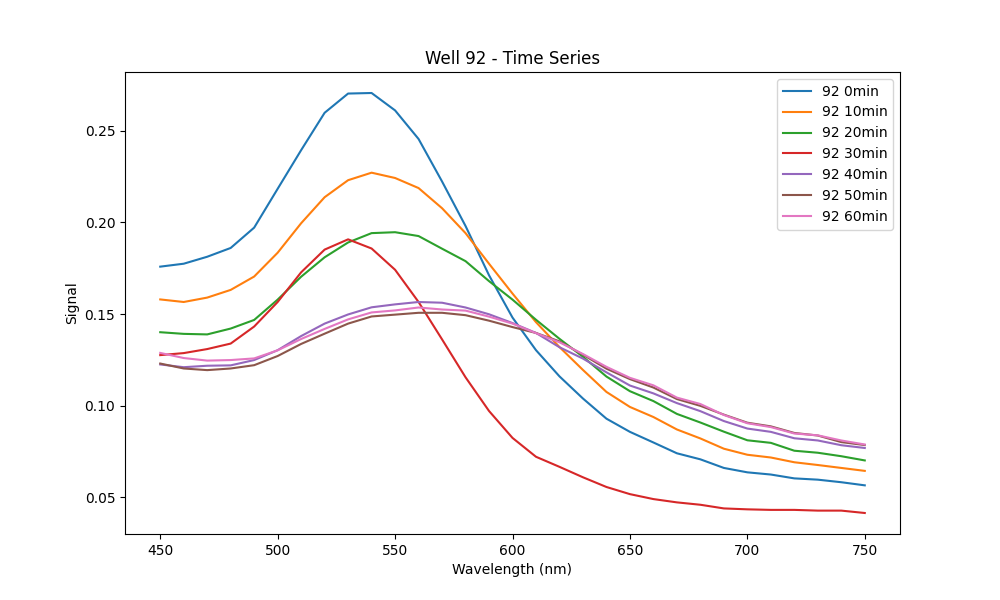 Well 92 - Time Series
Signal
0.25
0.20
0.15
0.10
0.05
92 0min
92 10min
92 20min
92 30min
92 40min
92 50min
92 60min
450 500 550 600 650 700 750
Wavelength (nm)